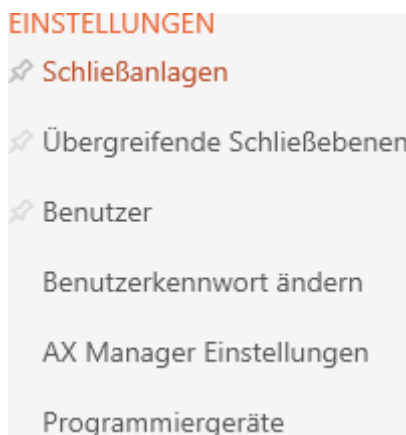 EINSTELLUNGEN
Schließanlagen
Übergreifende Schließebenen
Benutzer
Benutzerkennwort ändern
AX Manager Einstellungen
Programmiergeräte